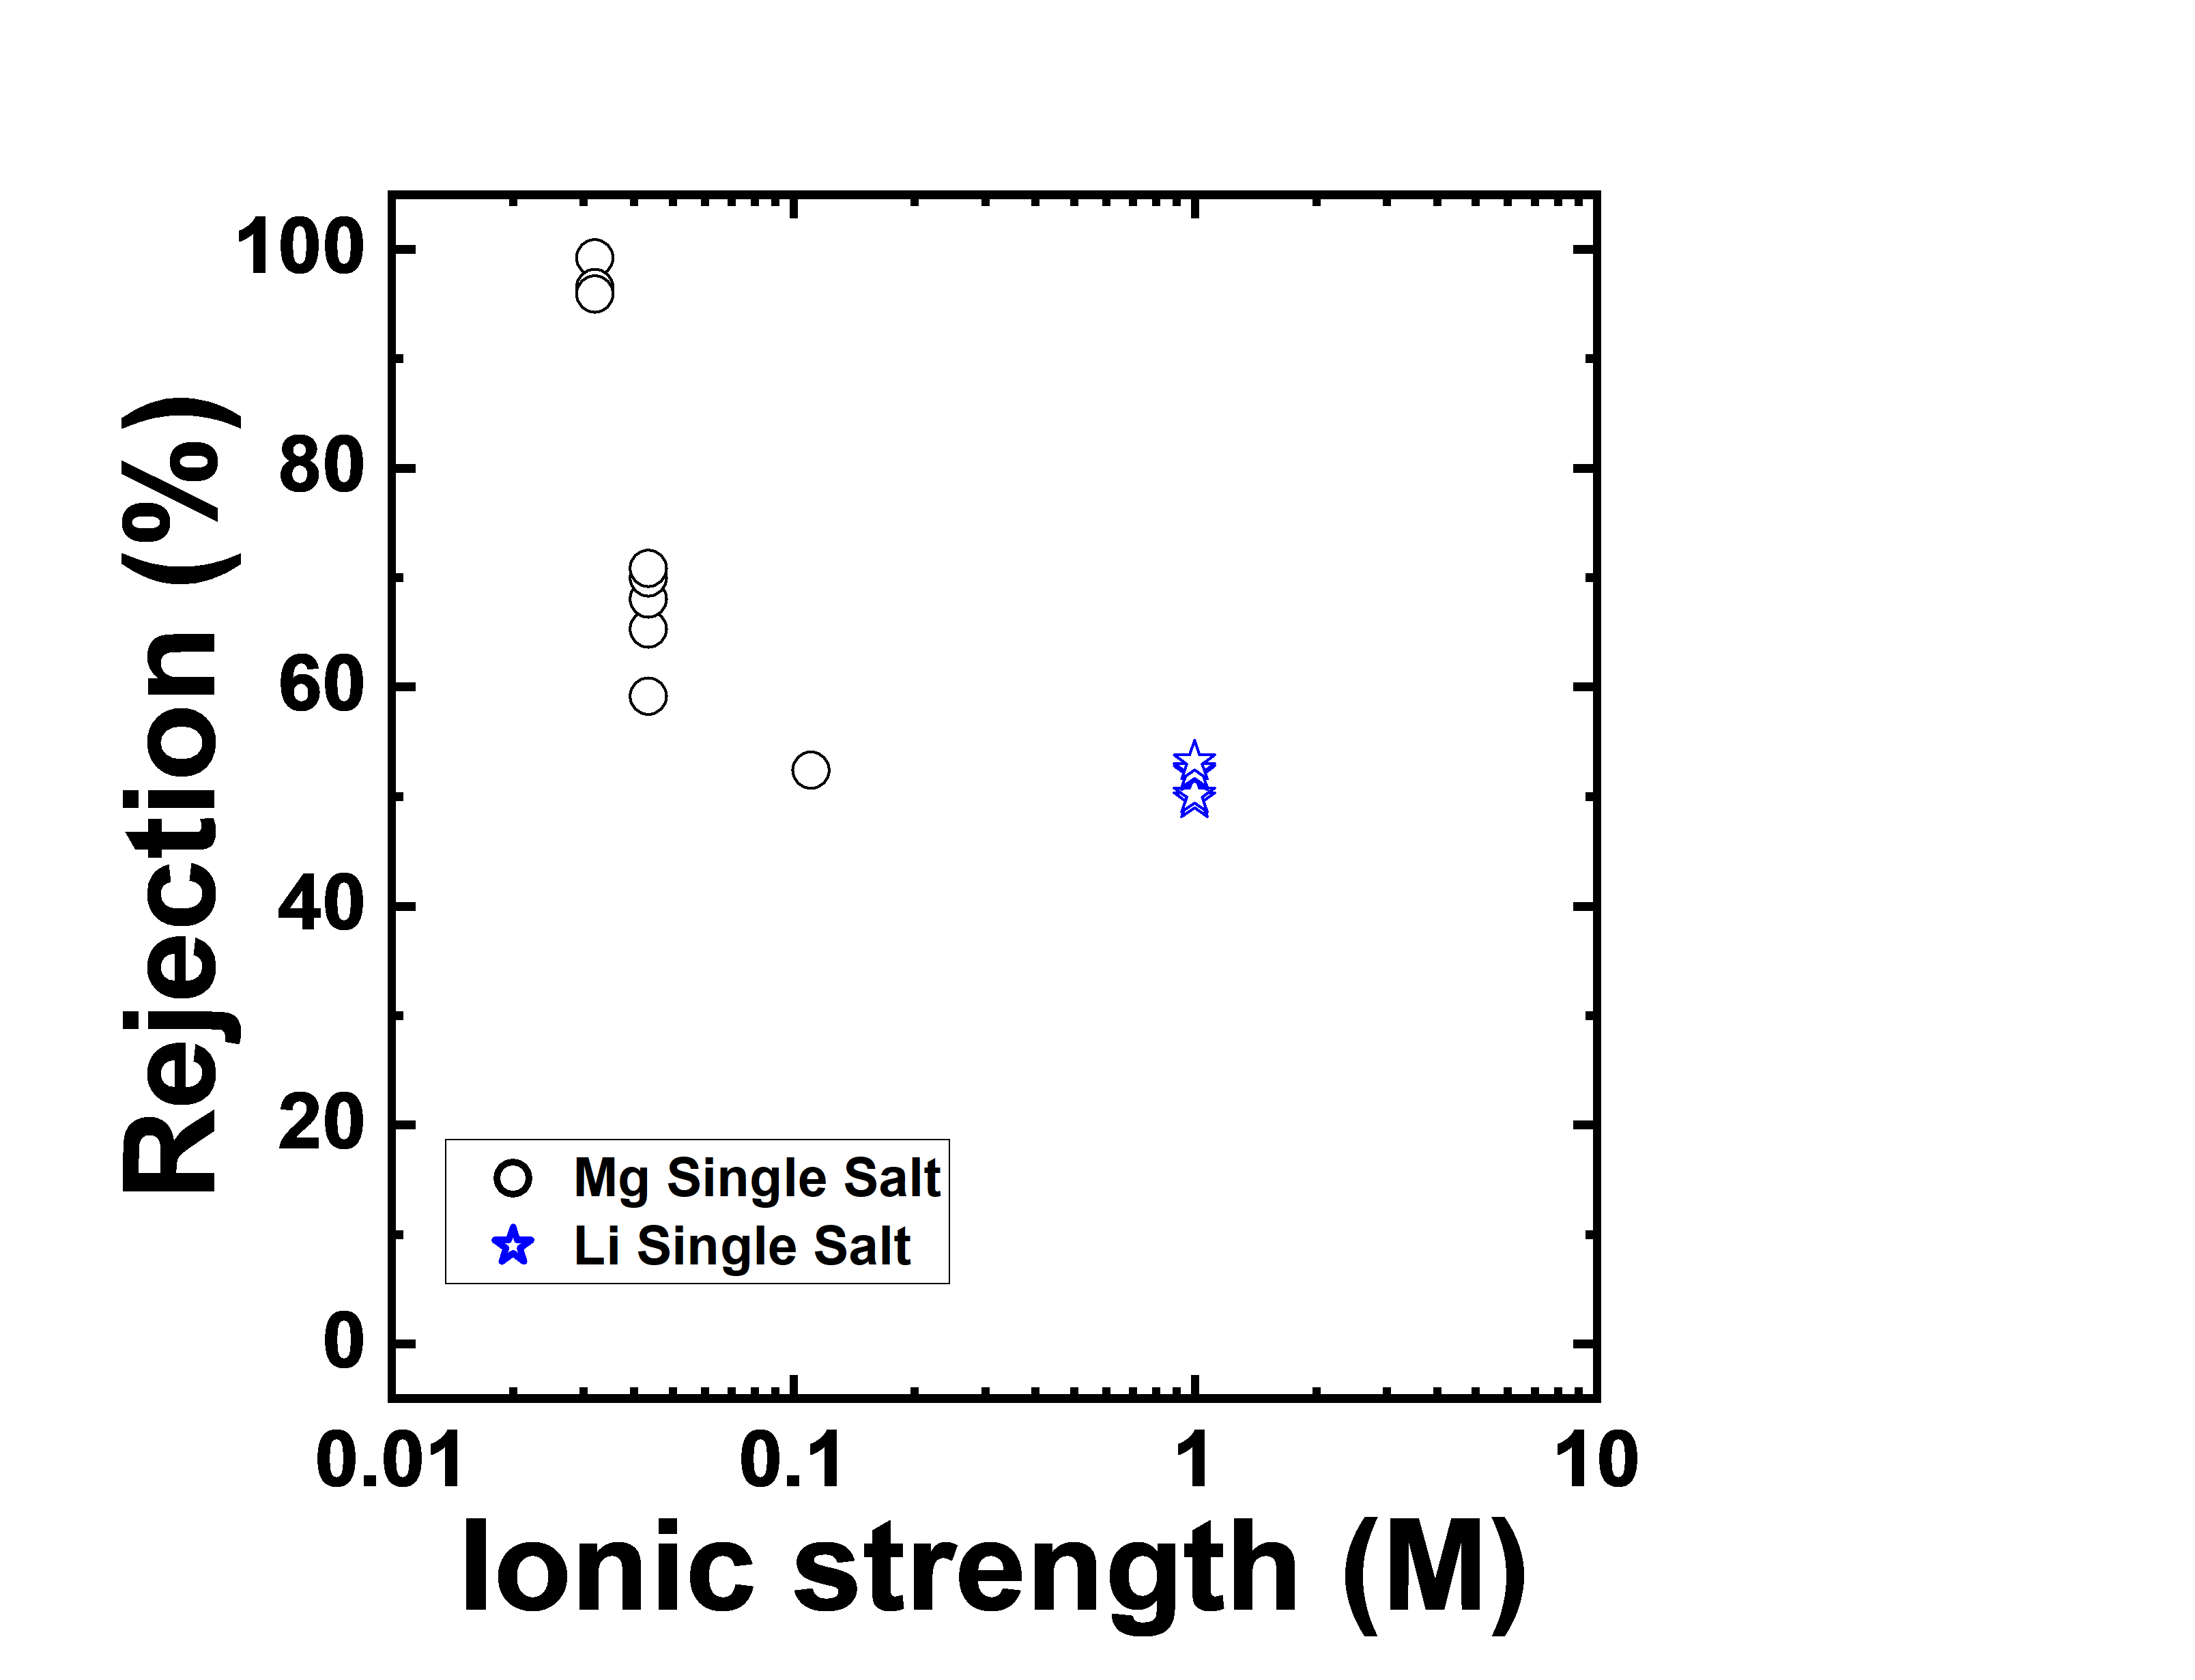 100
80
60
40
20
0
Rejection (%)
Mg Single Salt
Li Single Salt
0.01 0.1 1 10
Ionic strength (M)